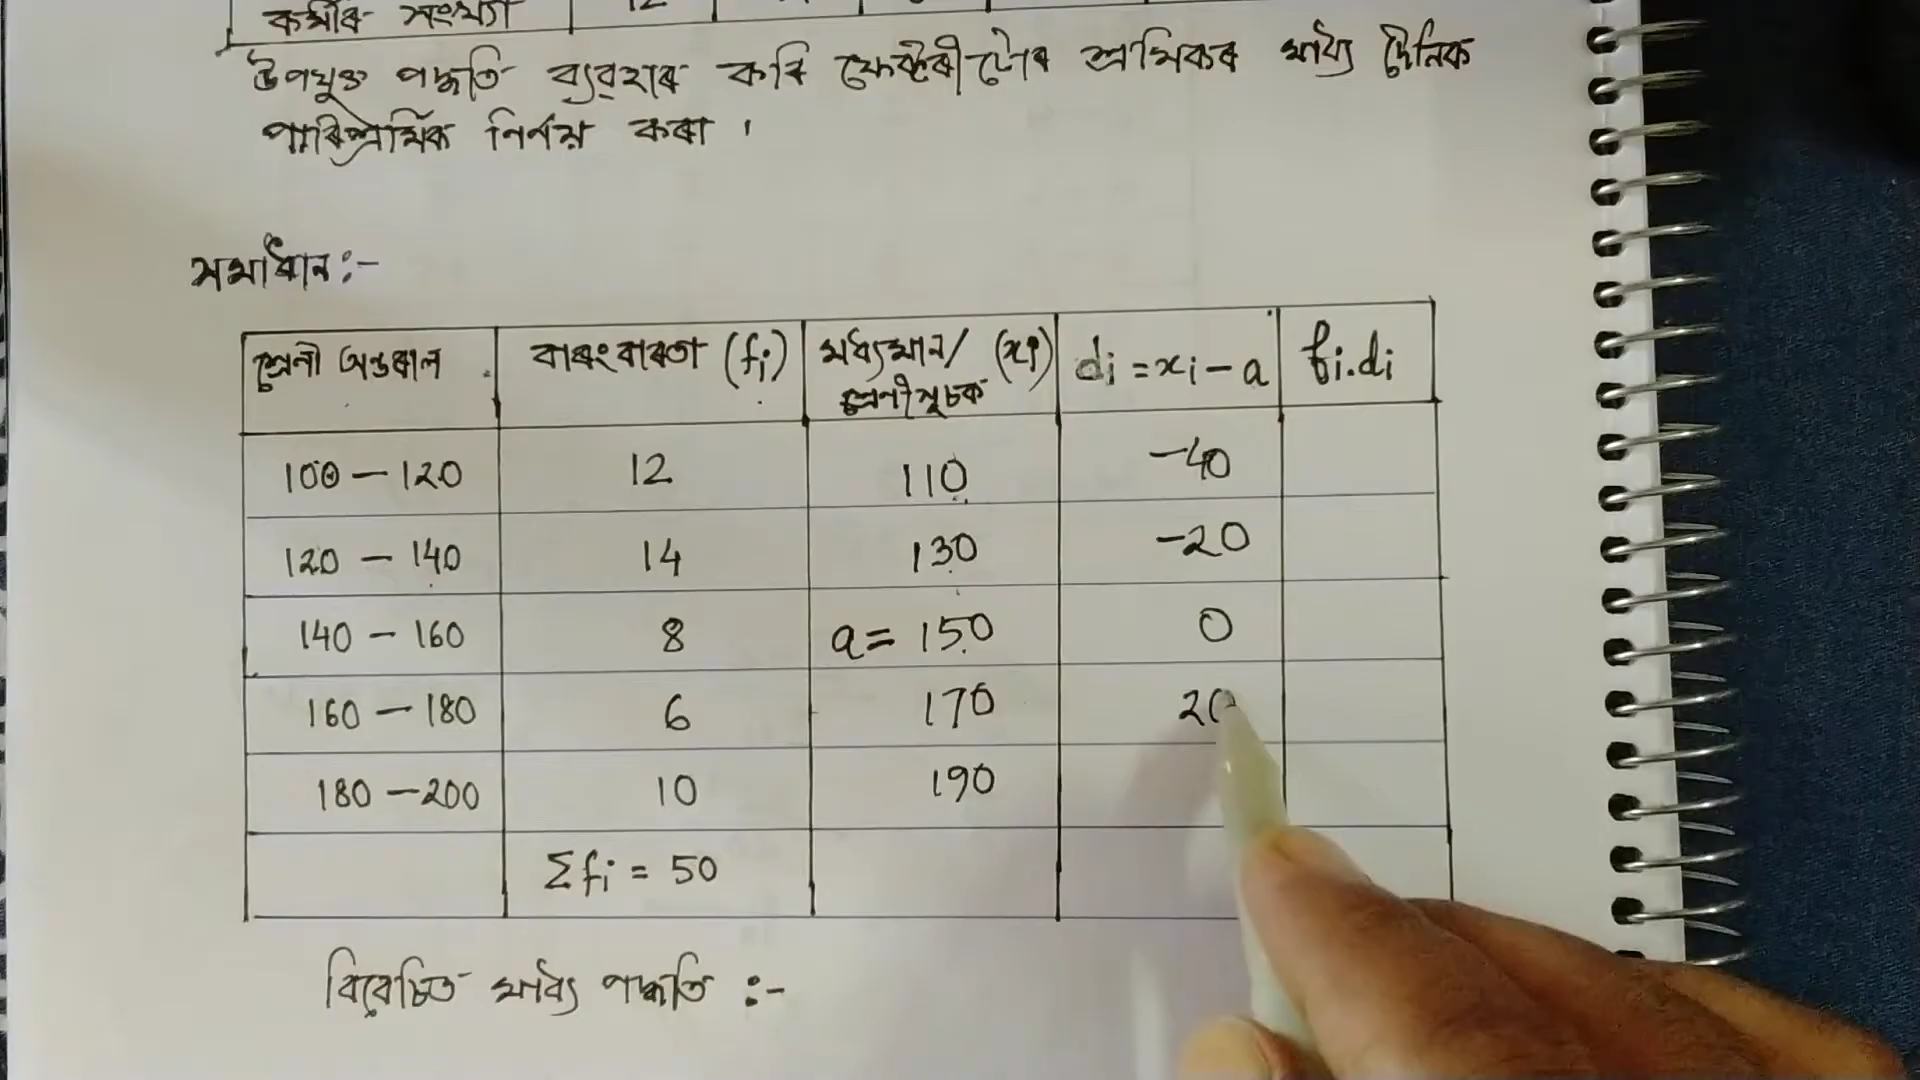 কৰ্মীৰ সংখ্যা 12
উপযুক্ত পদ্ধতি ব্যৱহাৰ কৰি ফেক্টৰীটোৰ শ্ৰমিকৰ মাধ্য দৈনিক
পাৰিশ্ৰমিক নিৰ্নয় কৰা ।
সমাধান :-
শ্ৰেনী অন্তৰাল বাৰংবাৰতা (fi) মধ্যমান/ শ্ৰেনীসূচক (xi) di = xi - a fi.di
100 - 120 12 110 -40
120 - 140 14 130 -20
140 - 160 8 a = 150 0
160 - 180 6 170 20
180 - 200 10 190
Σfi = 50
বিবেচিত মাধ্য পদ্ধতি :-